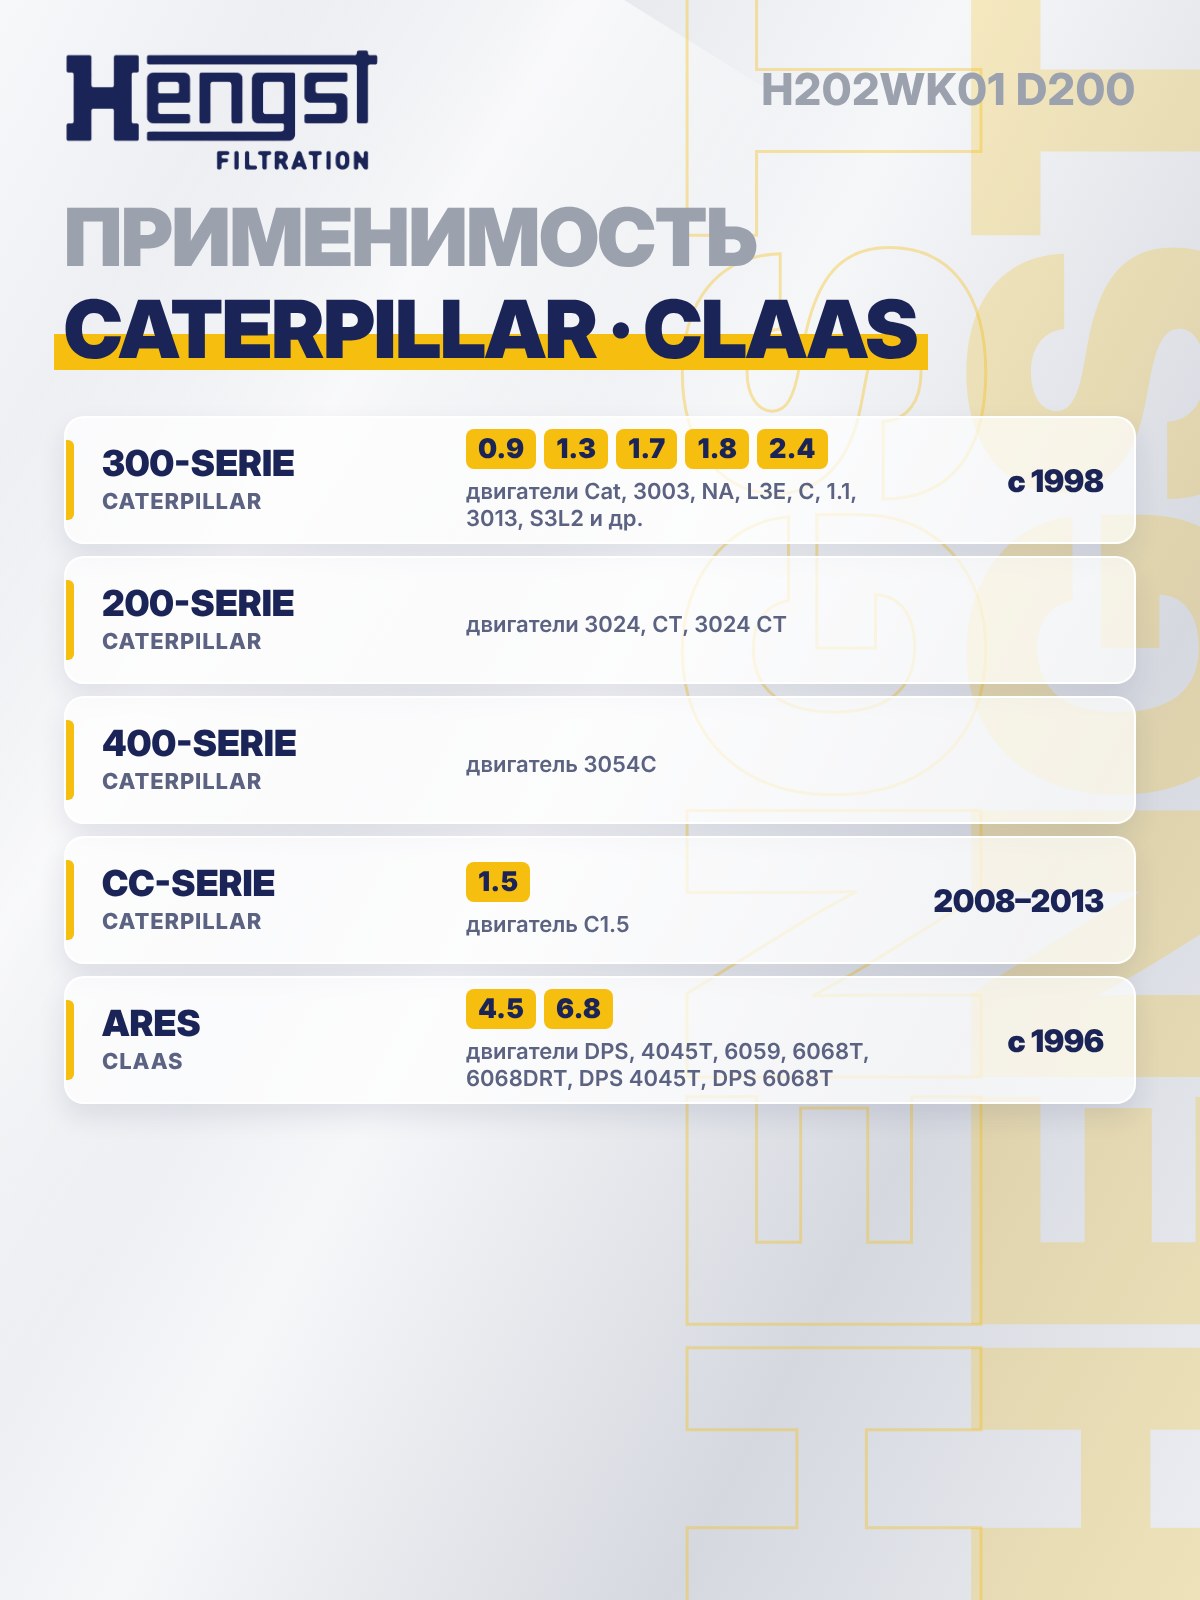 Hengst
FILTRATION
H202WK01 D200
ПРИМЕНИМОСТЬ
CATERPILLAR · CLAAS
300-SERIE
CATERPILLAR
0.9 1.3 1.7 1.8 2.4
двигатели Cat, 3003, NA, L3E, C, 1.1,
3013, S3L2 и др.
с 1998
200-SERIE
CATERPILLAR
двигатели 3024, CT, 3024 CT
400-SERIE
CATERPILLAR
двигатель 3054C
CC-SERIE
CATERPILLAR
1.5
двигатель C1.5
2008–2013
ARES
CLAAS
4.5 6.8
двигатели DPS, 4045T, 6059, 6068T,
6068DRT, DPS 4045T, DPS 6068T
с 1996
HENGST
HENGST